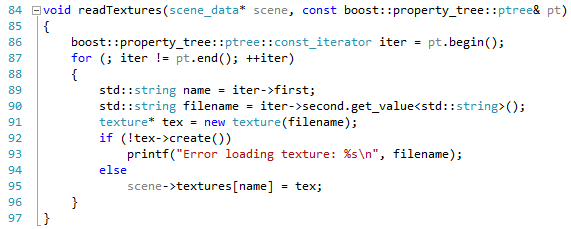 84 void readTextures(scene_data* scene, const boost::property_tree::ptree& pt)
85 {
86     boost::property_tree::ptree::const_iterator iter = pt.begin();
87     for (; iter != pt.end(); ++iter)
88     {
89         std::string name = iter->first;
90         std::string filename = iter->second.get_value<std::string>();
91         texture* tex = new texture(filename);
92         if (!tex->create())
93             printf("Error loading texture: %s\n", filename);
94         else
95             scene->textures[name] = tex;
96     }
97 }